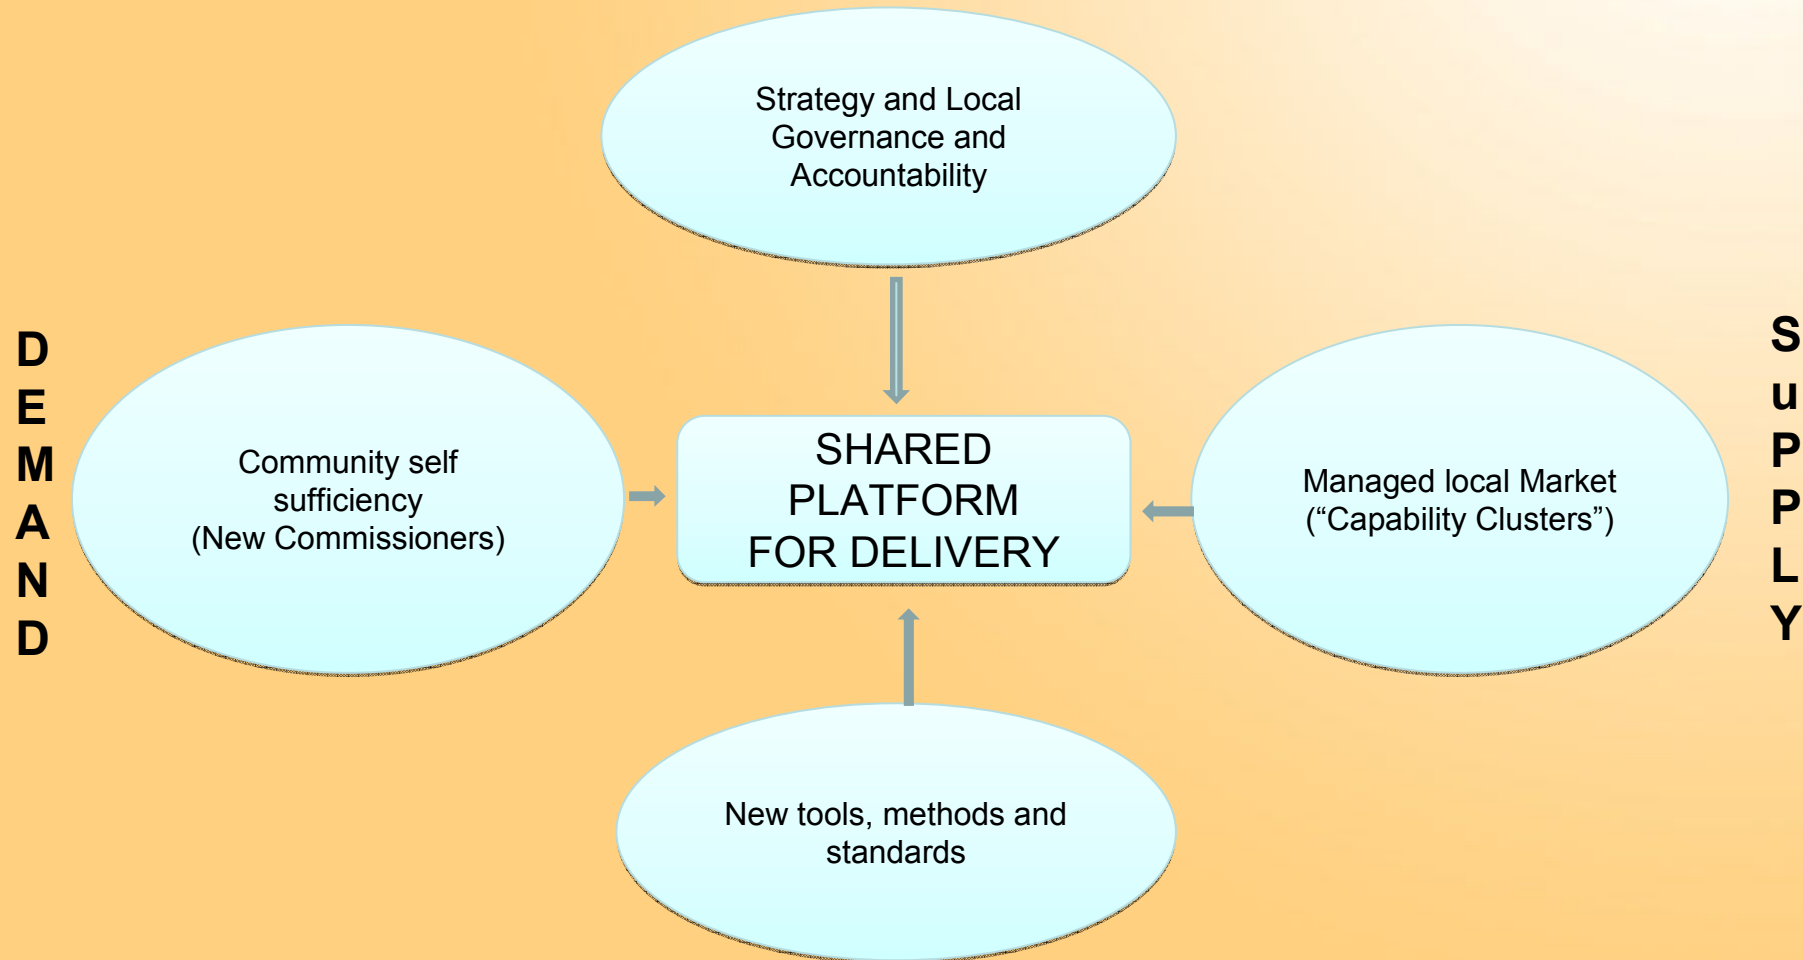 Strategy and Local
Governance and
Accountability
D
E
M
A
N
D
Community self
sufficiency
(New Commissioners)
SHARED
PLATFORM
FOR DELIVERY
Managed local Market
(“Capability Clusters”)
S
u
P
P
L
Y
New tools, methods and
standards